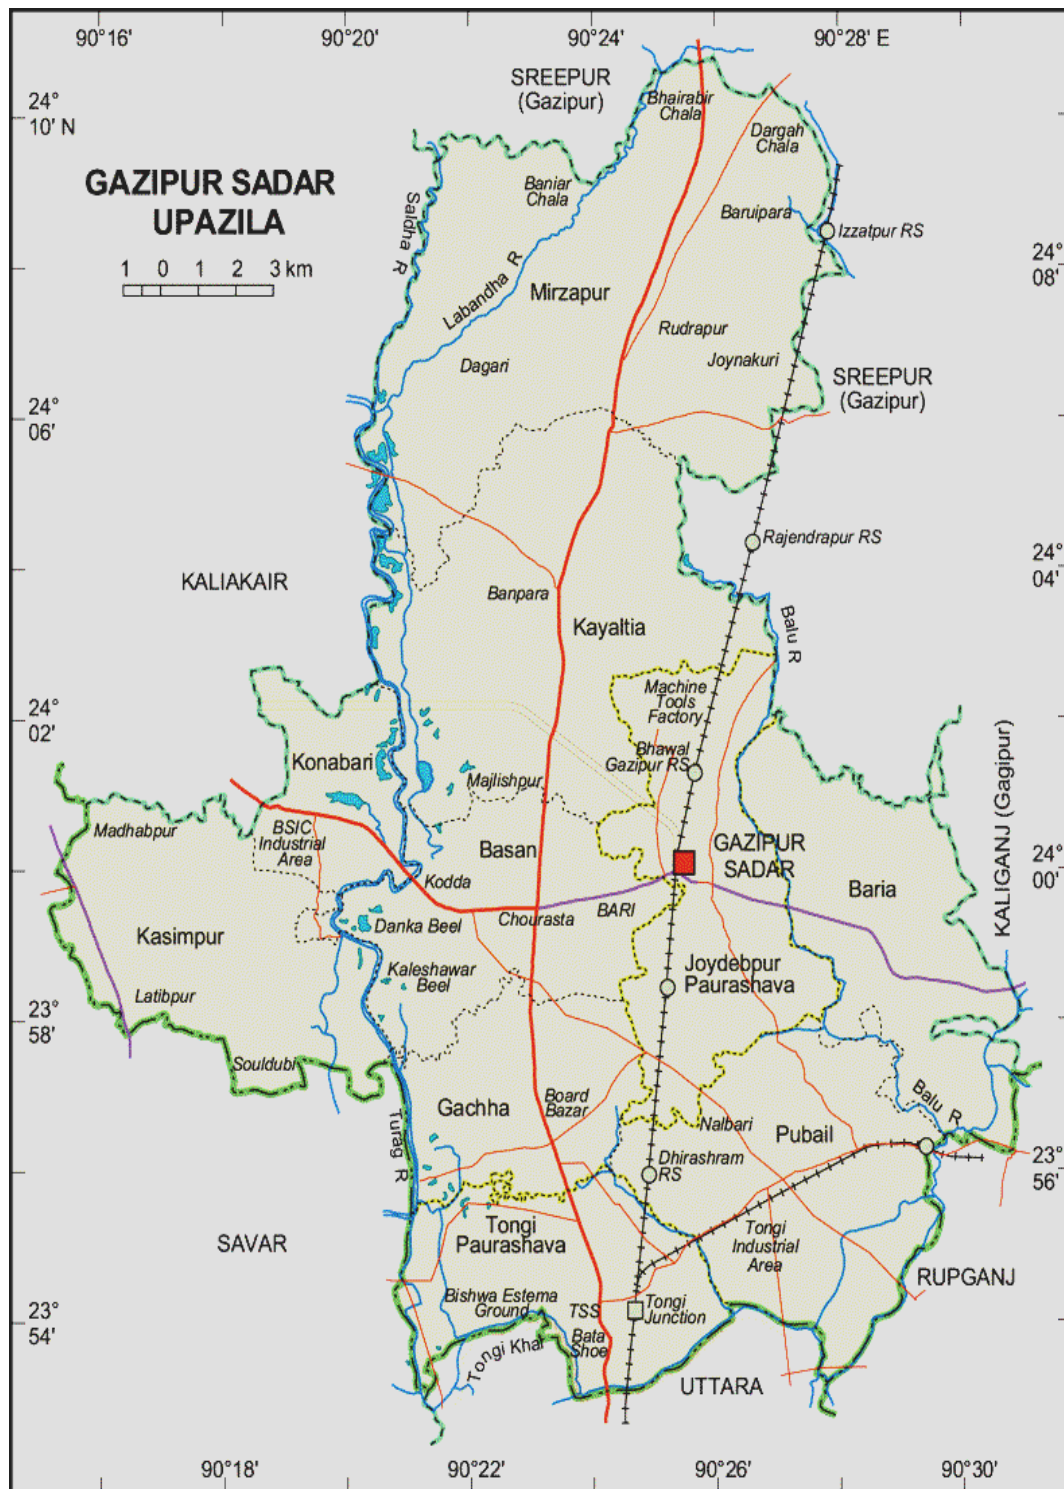 90°16'
90°20'
90°24'
90°28' E
SREEPUR
(Gazipur)
24°
10' N
Bhairabir
Chala
Dargah
Chala
GAZIPUR SADAR
UPAZILA
Baniar
Chala
Saldha R
Baruipara
Izzatpur RS
24°
08'
1 0 1 2 3 km
Labandha R
Mirzapur
Rudrapur
Joynakuri
Dagari
SREEPUR
(Gazipur)
24°
06'
Rajendrapur RS
24°
04'
KALIAKAIR
Banpara
Kayaltia
Balu R
Machine
Tools
Factory
24°
02'
Bhawal
Gazipur RS
Konabari
Majlishpur
KALIGANJ (Gagipur)
Madhabpur
BSIC
Industrial
Area
Basan
GAZIPUR
SADAR
24°
00'
Kodda
Baria
Chourasta
BARI
Danka Beel
Kasimpur
Kaleshawar
Beel
Joydebpur
Paurashava
Latibpur
23°
58'
Souldubi
Turag R
Gachha
Board
Bazar
Nalbari
Pubail
Balu R
Dhirashram
RS
23°
56'
SAVAR
Tongi
Paurashava
Tongi
Industrial
Area
RUPGANJ
Bishwa Estema
Ground
TSS
Tongi
Junction
23°
54'
Bata
Shoe
Tongi Khal
UTTARA
90°18'
90°22'
90°26'
90°30'